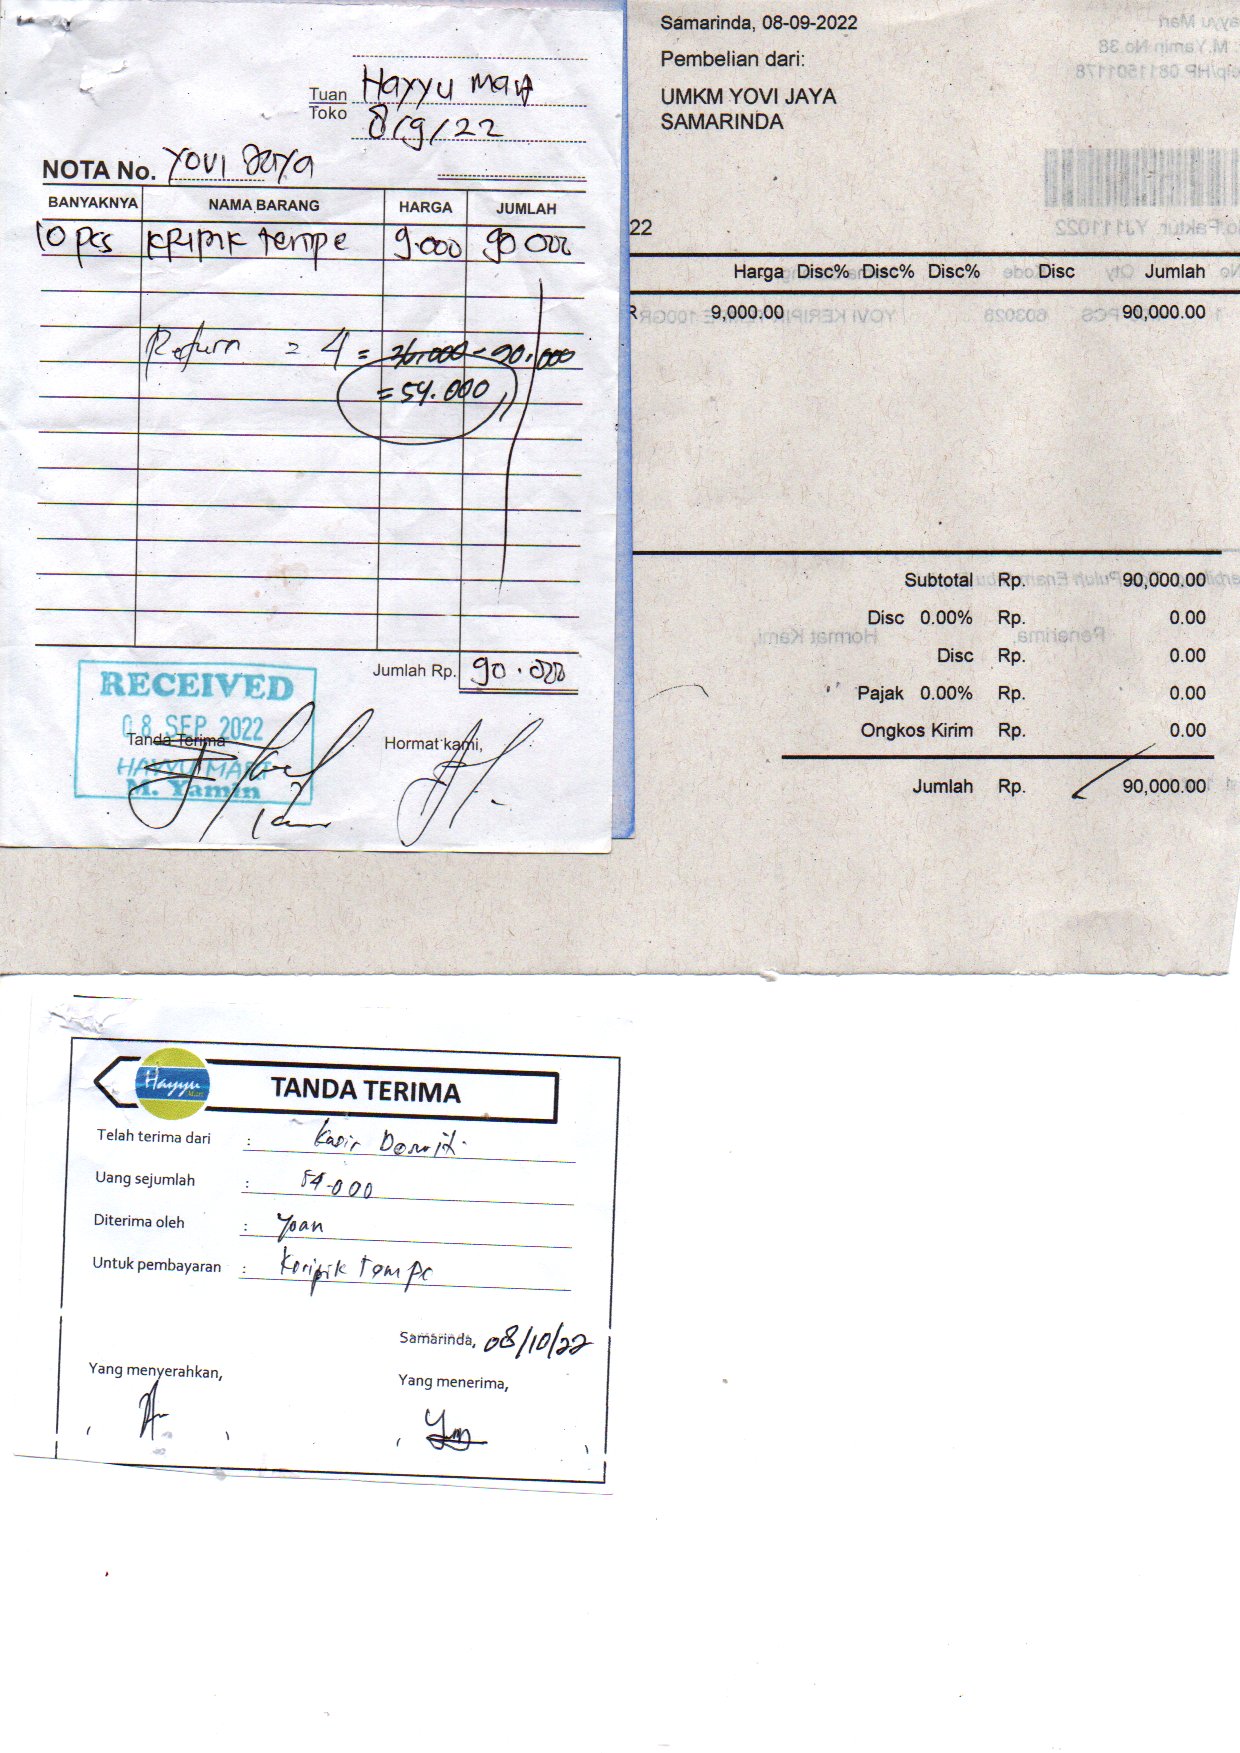 Tuan
Toko
Hayyu Mart
8/9/22
NOTA No. YOVI Jaya
BANYAKNYA NAMA BARANG HARGA JUMLAH
10 pcs KRIPIK tempe 9.000 90 000
Return = 4 = 36.000 - 90.000
= 54.000
Jumlah Rp. 90.000
RECEIVED
08 SEP 2022
Tanda Terima
HAYYU MART
M. Yamin
Hormat kami,
Samarinda, 08-09-2022
Pembelian dari:
UMKM YOVI JAYA
SAMARINDA
22
Harga Disc% Disc% Disc% Disc Jumlah
R 9,000.00 90,000.00
Subtotal Rp. 90,000.00
Disc 0.00% Rp. 0.00
Disc Rp. 0.00
Pajak 0.00% Rp. 0.00
Ongkos Kirim Rp. 0.00
Jumlah Rp. 90,000.00
Hayyu Mart
TANDA TERIMA
Telah terima dari : Kasir
Uang sejumlah : 54.000
Diterima oleh : Yoan
Untuk pembayaran : Keripik tempe
Samarinda, 08/10/22
Yang menyerahkan,
Yang menerima,